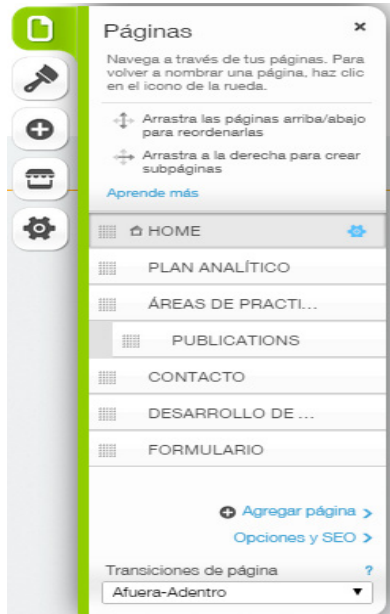 Páginas
×
Navega a través de tus páginas. Para
volver a nombrar una página, haz clic
en el icono de la rueda.
Arrastra las páginas arriba/abajo
para reordenarlas
Arrastra a la derecha para crear
subpáginas
Aprende más
HOME
PLAN ANALÍTICO
ÁREAS DE PRACTI...
PUBLICATIONS
CONTACTO
DESARROLLO DE ...
FORMULARIO
Agregar página >
Opciones y SEO >
Transiciones de página ?
Afuera-Adentro